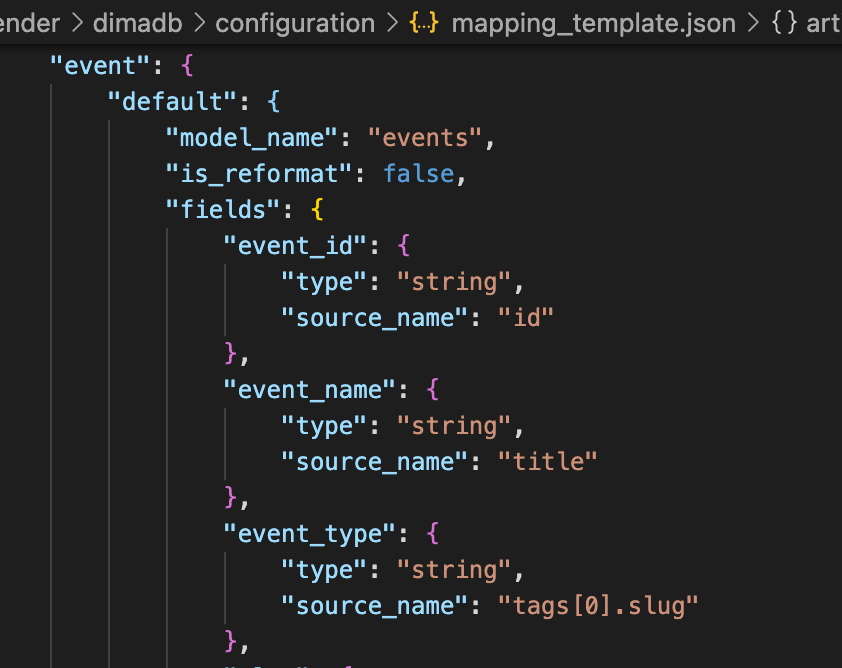 ender > dimadb > configuration > {..} mapping_template.json > {} art
"event": {
"default": {
"model_name": "events",
"is_reformat": false,
"fields": {
"event_id": {
"type": "string",
"source_name": "id"
},
"event_name": {
"type": "string",
"source_name": "title"
},
"event_type": {
"type": "string",
"source_name": "tags[0].slug"
},